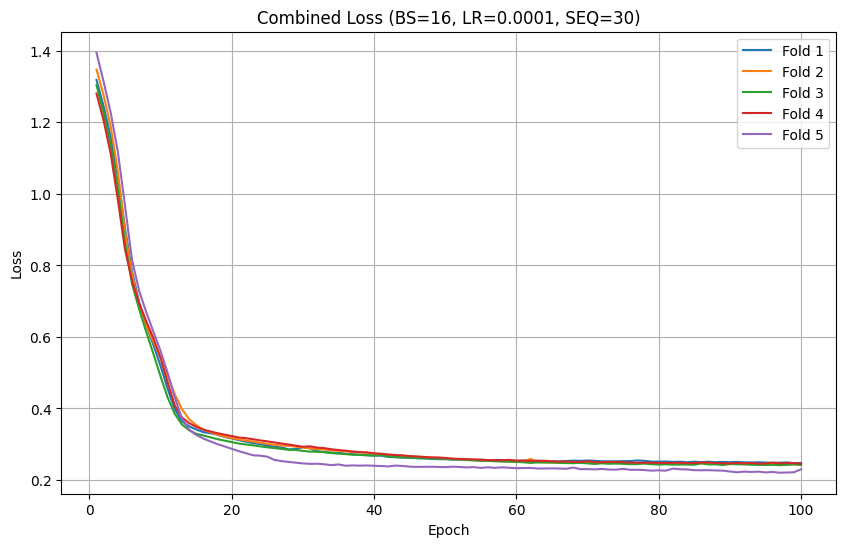 Combined Loss (BS=16, LR=0.0001, SEQ=30)
Loss
1.4
1.2
1.0
0.8
0.6
0.4
0.2
Fold 1
Fold 2
Fold 3
Fold 4
Fold 5
0 20 40 60 80 100
Epoch